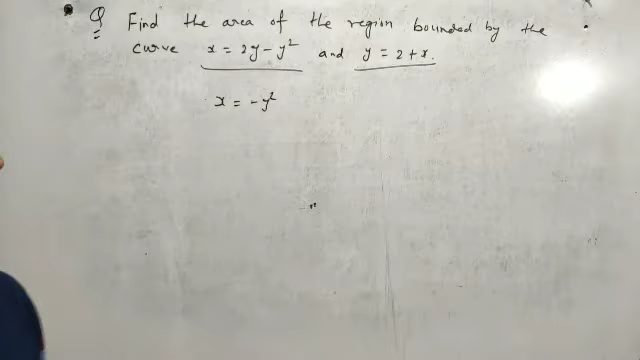 Q Find the area of the region bounded by the
curve x = 2y - y² and y = 2 + x.
x = -y²